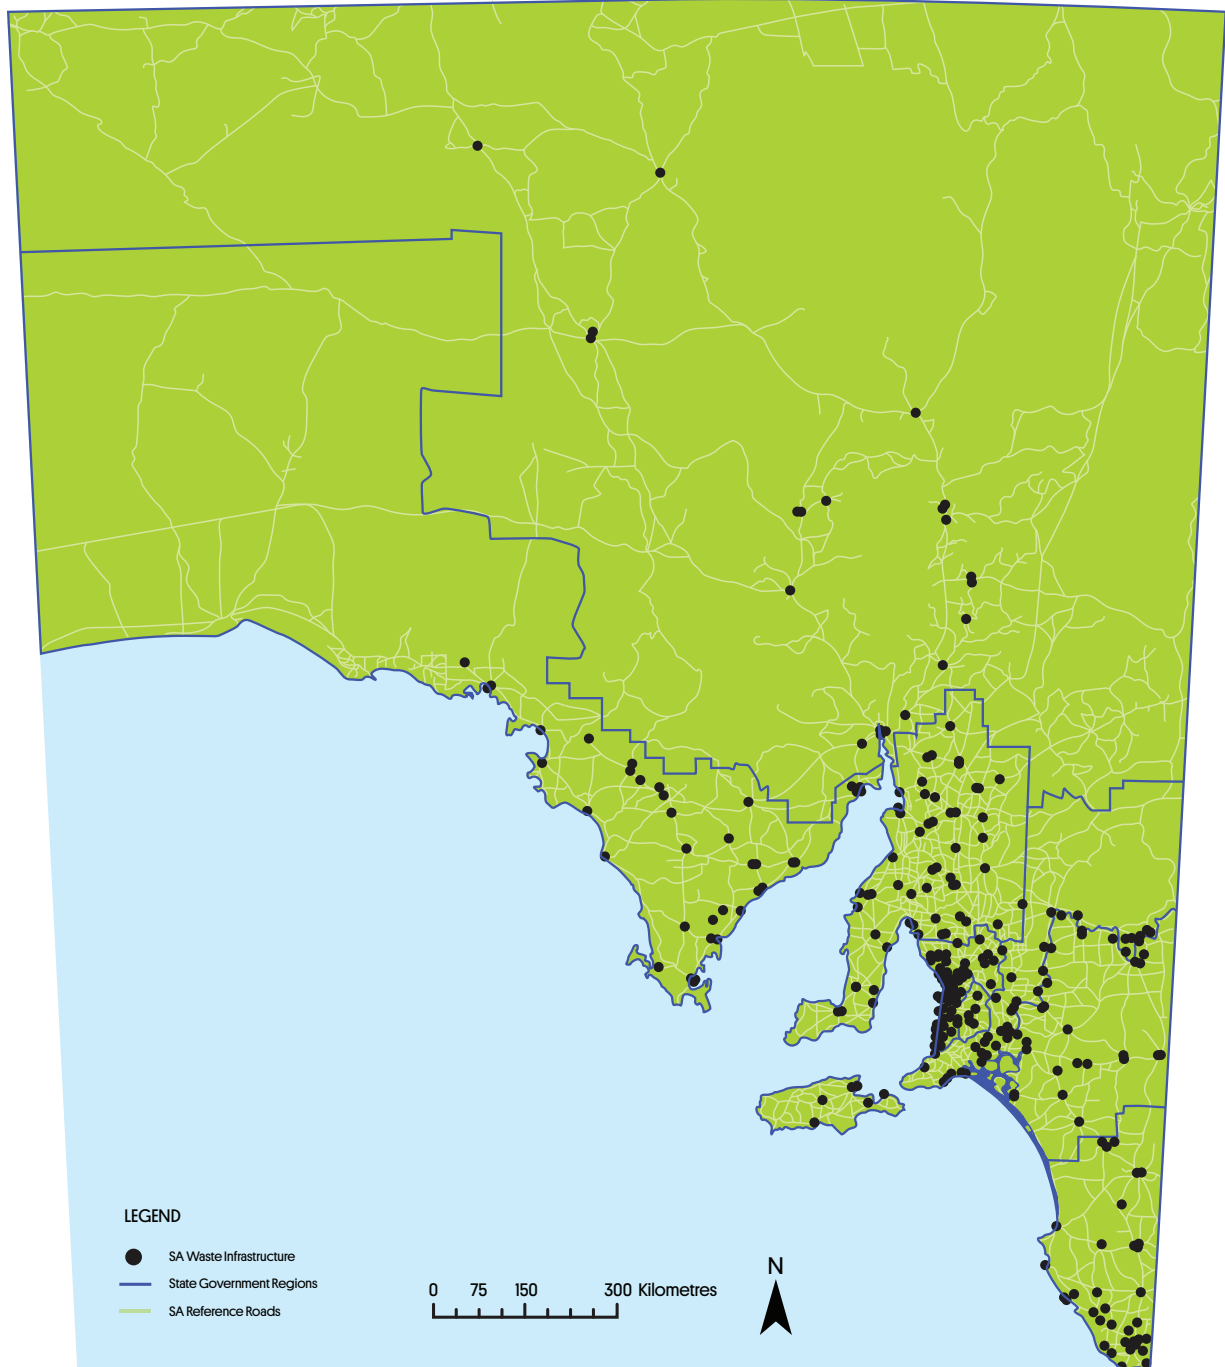 LEGEND
SA Waste Infrastructure
State Government Regions
SA Reference Roads
0 75 150 300 Kilometres
N